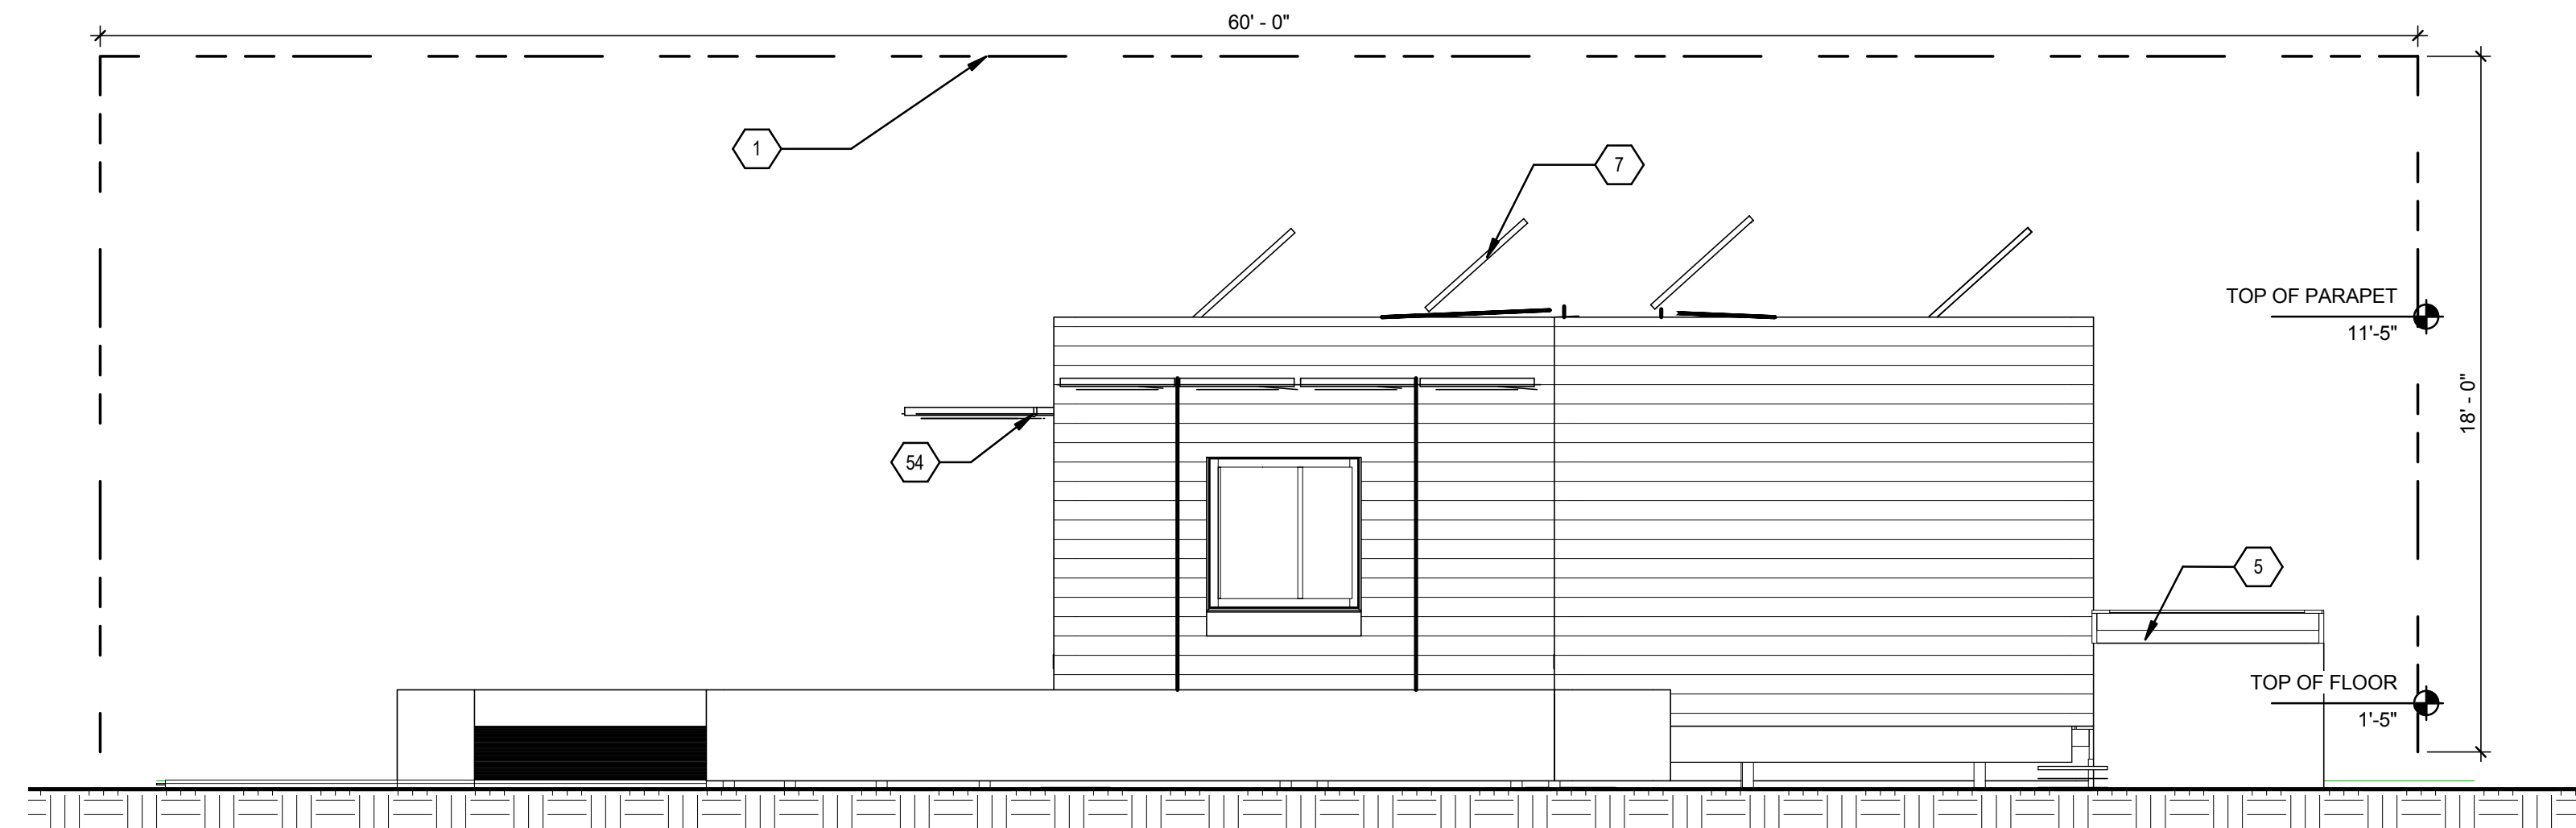 60' - 0"
1
7
TOP OF PARAPET
11'-5"
18' - 0"
54
5
TOP OF FLOOR
1'-5"